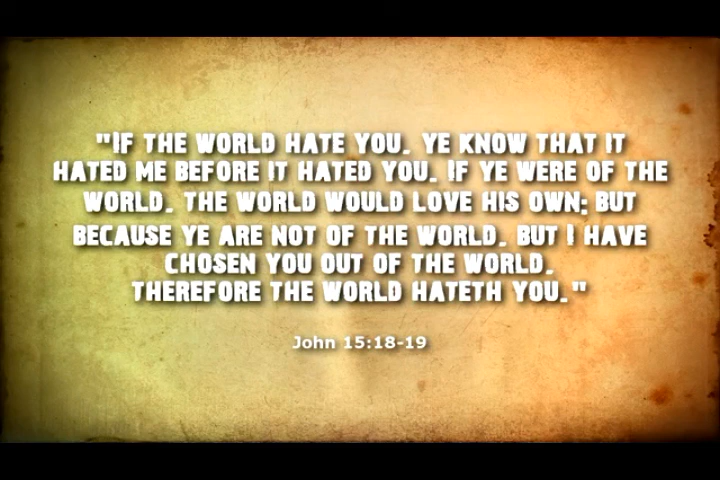 "If the world hate you, ye know that it
hated me before it hated you. If ye were of the
world, the world would love his own: but
because ye are not of the world, but I have
chosen you out of the world,
therefore the world hateth you."
John 15:18-19